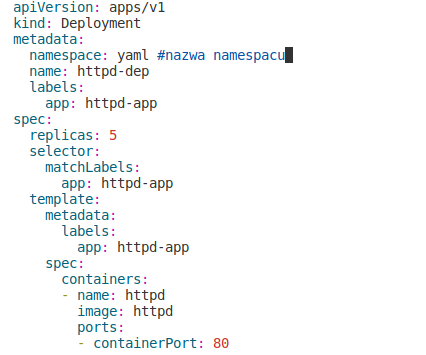 apiVersion: apps/v1
kind: Deployment
metadata:
  namespace: yaml #nazwa namespacu
  name: httpd-dep
  labels:
    app: httpd-app
spec:
  replicas: 5
  selector:
    matchLabels:
      app: httpd-app
  template:
    metadata:
      labels:
        app: httpd-app
    spec:
      containers:
      - name: httpd
        image: httpd
        ports:
        - containerPort: 80